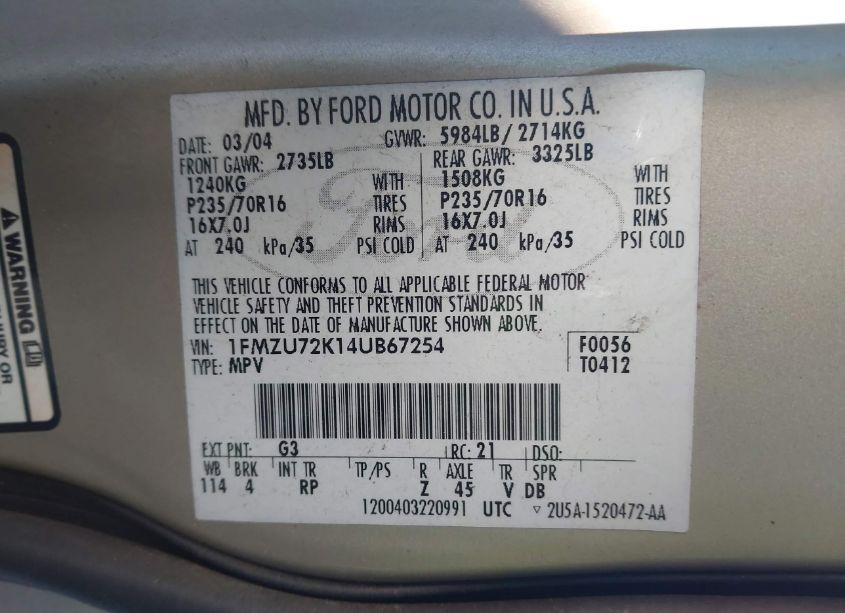 MFD. BY FORD MOTOR CO. IN U.S.A.
DATE: 03/04 GVWR: 5984LB/ 2714KG
FRONT GAWR: 2735LB REAR GAWR: 3325LB
1240KG WITH 1508KG WITH
P235/70R16 TIRES P235/70R16 TIRES
16X7.0J RIMS 16X7.0J RIMS
AT 240 kPa/35 PSI COLD AT 240 kPa/35 PSI COLD
Ford
THIS VEHICLE CONFORMS TO ALL APPLICABLE FEDERAL MOTOR
VEHICLE SAFETY AND THEFT PREVENTION STANDARDS IN
EFFECT ON THE DATE OF MANUFACTURE SHOWN ABOVE.
VIN: 1FMZU72K14UB67254 F0056
TYPE: MPV T0412
EXT PNT: G3 RC: 21 DSO:
WB BRK INT TR TP/PS R AXLE TR SPR
114 4 RP Z 45 V DB
1200403220991 UTC ▿ 2U5A-1520472-AA
WARNING
OR